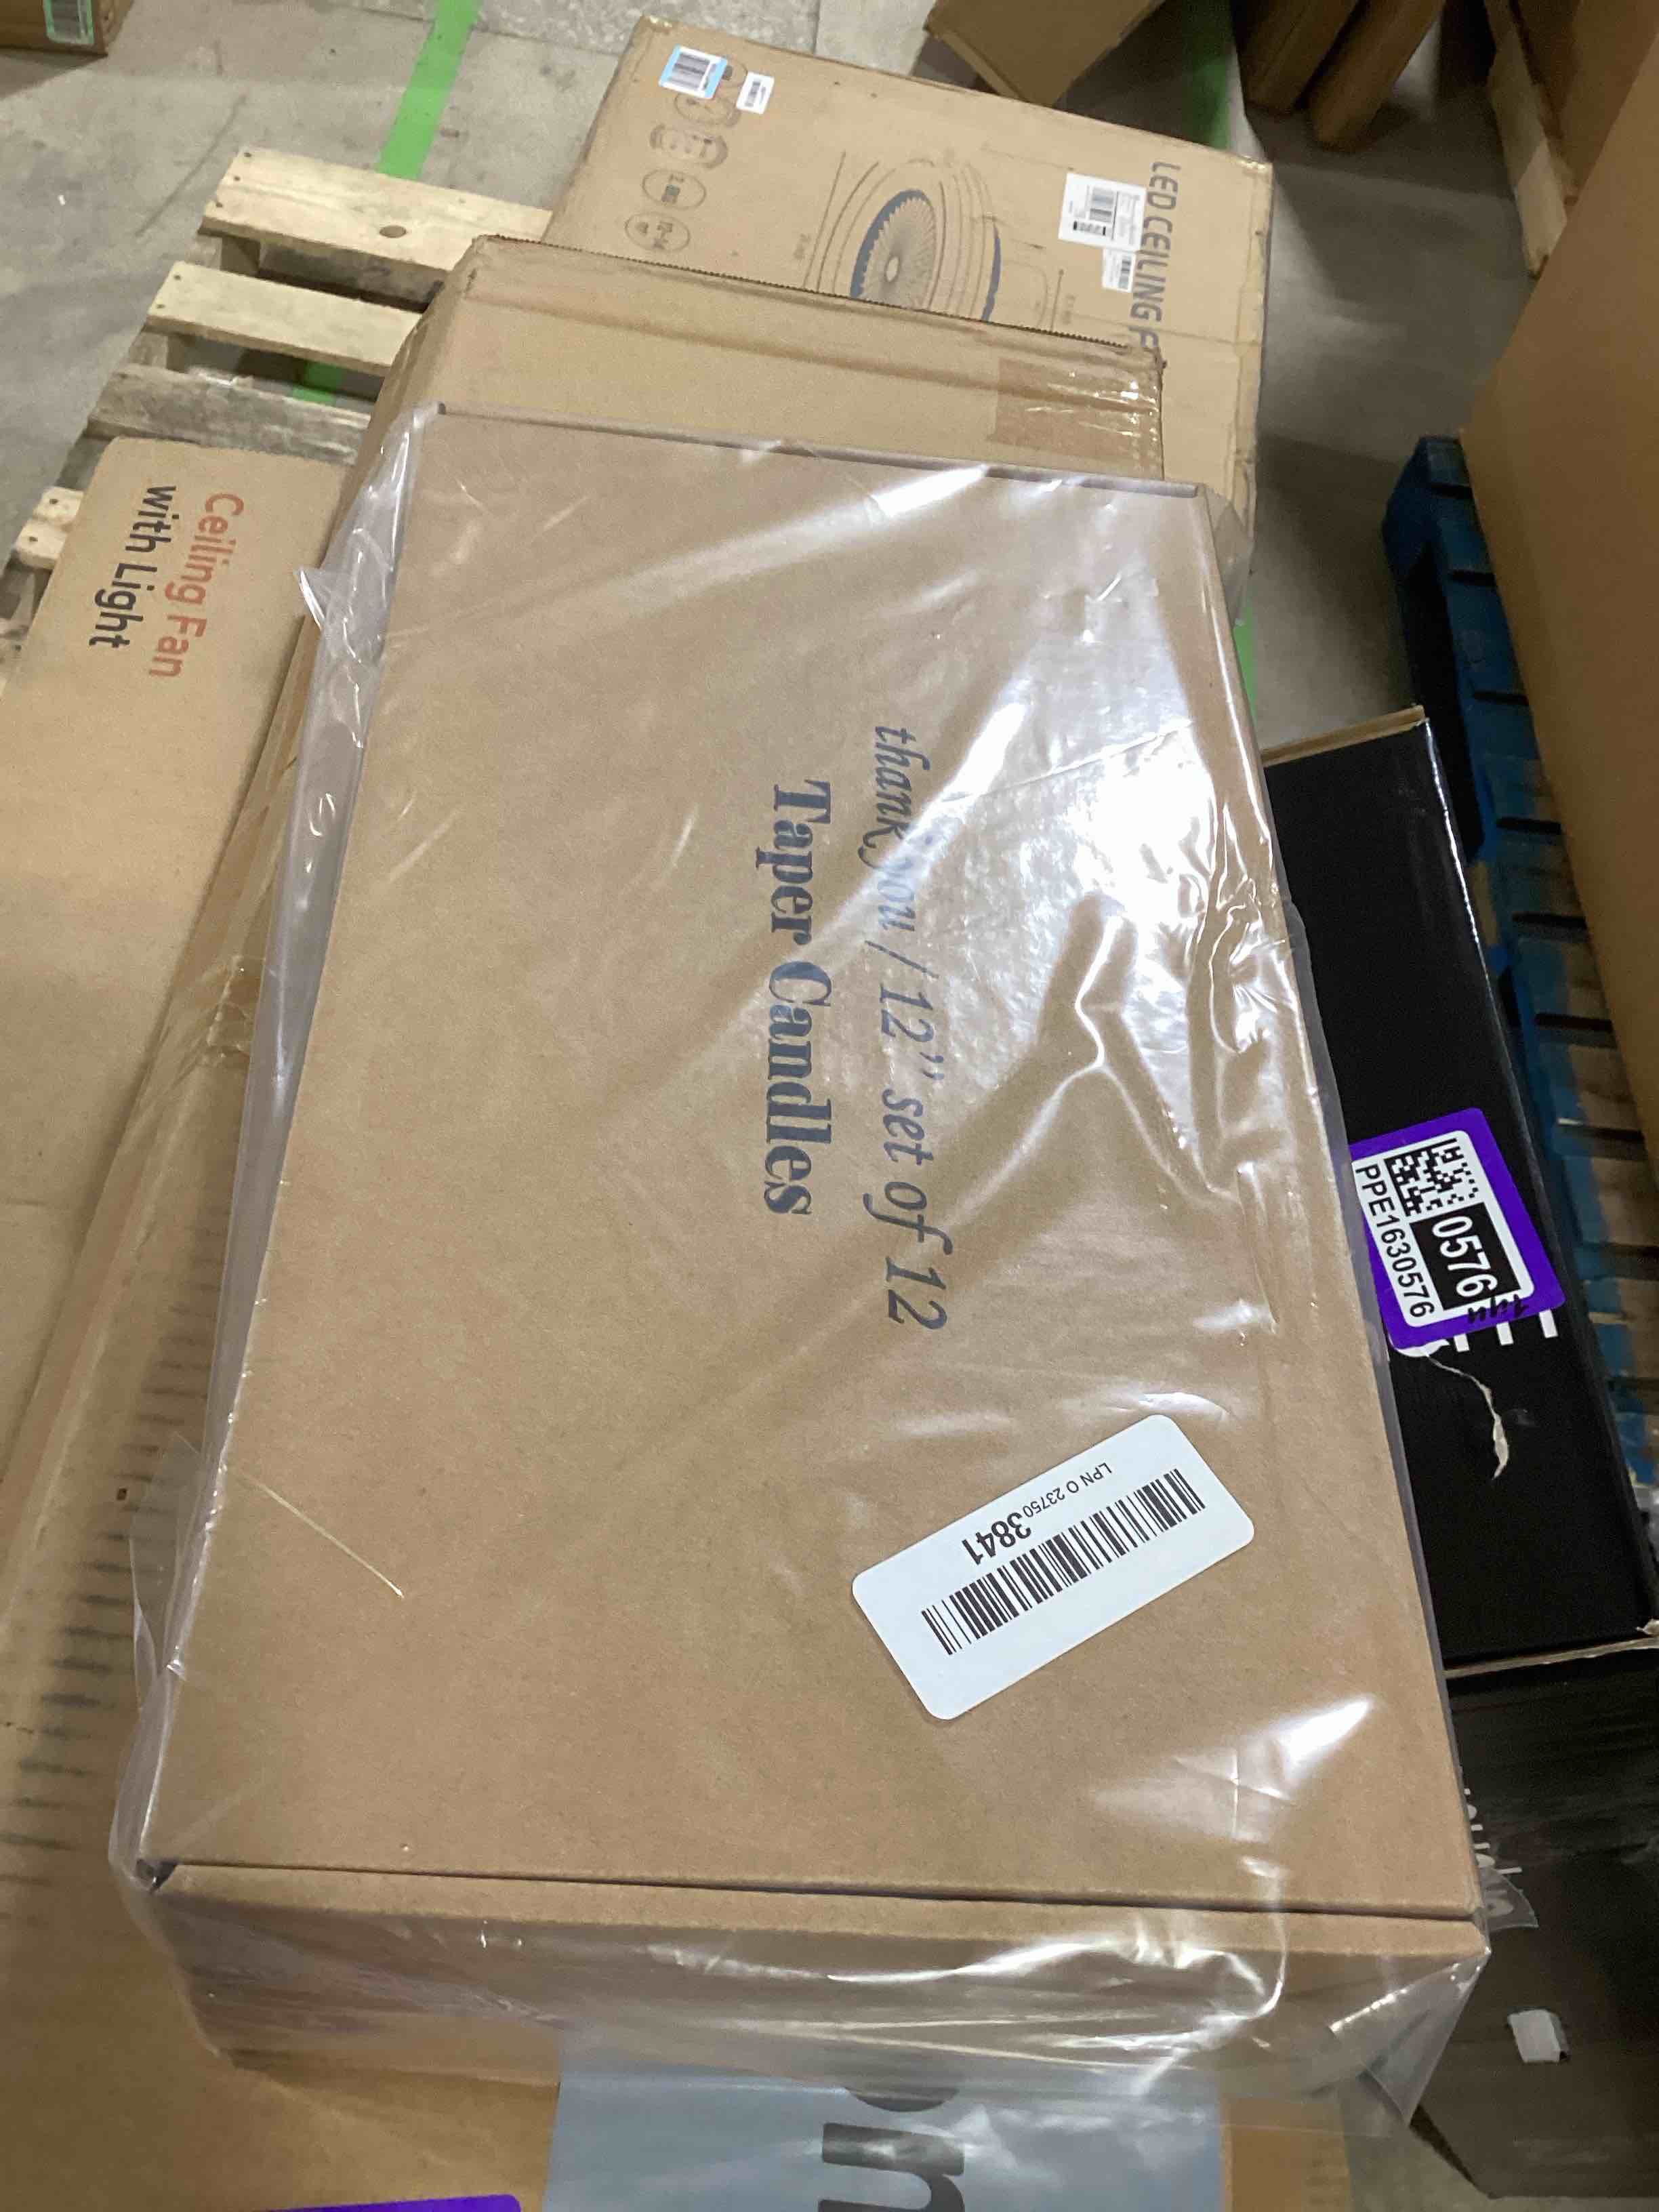 thank you / 12" set of 12
Taper Candles
LPN O 23750 3841
LED CEILING F
Ceiling Fan
with Light
0576
PPE1630576
on